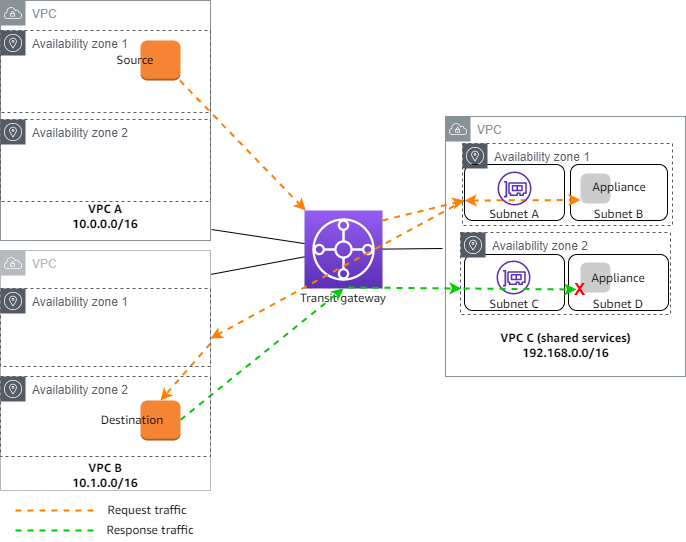 VPC
Availability zone 1
Source
Availability zone 2
VPC A
10.0.0.0/16
VPC
Availability zone 1
Availability zone 2
Destination
VPC B
10.1.0.0/16
Transit gateway
VPC
Availability zone 1
Appliance
Subnet A
Subnet B
Availability zone 2
Appliance
X
Subnet C
Subnet D
VPC C (shared services)
192.168.0.0/16
Request traffic
Response traffic